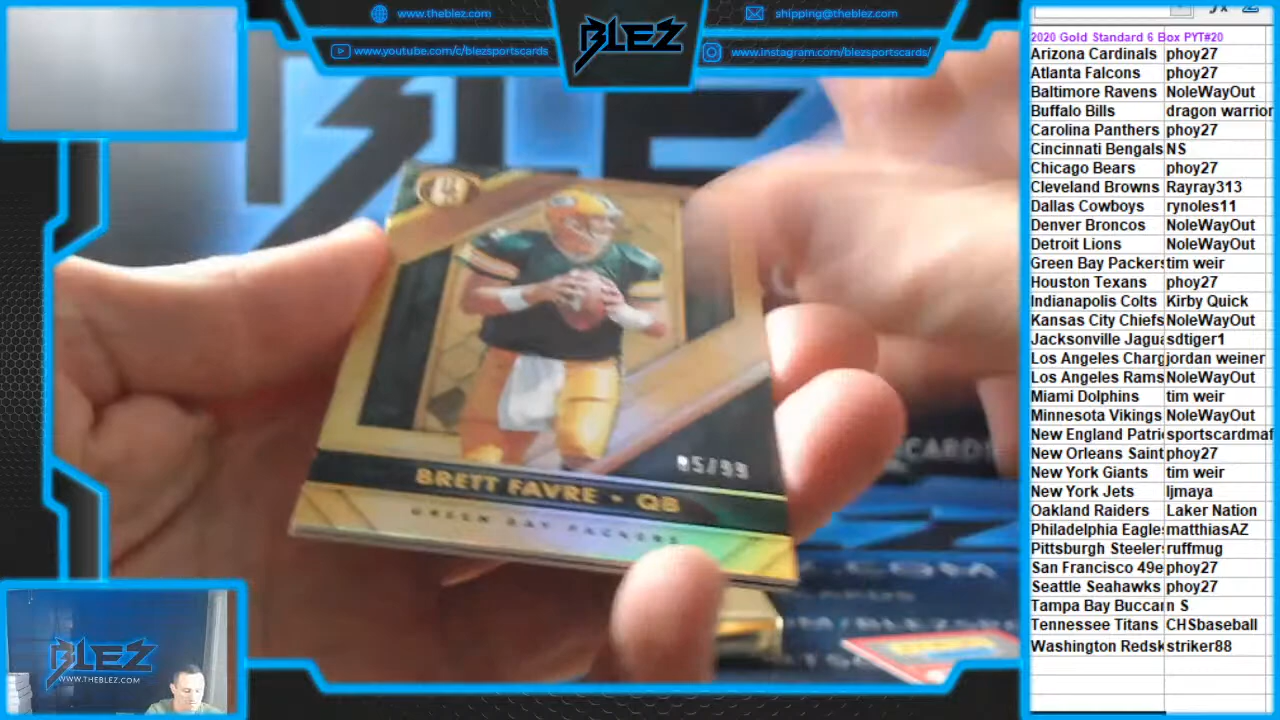 www.theblez.com
www.youtube.com/c/blezsportscards
BLEZ
shipping@theblez.com
www.instagram.com/blezsportscards/
2020 Gold Standard 6 Box PYT#20
Arizona Cardinals phoy27
Atlanta Falcons phoy27
Baltimore Ravens NoleWayOut
Buffalo Bills dragon warrior
Carolina Panthers phoy27
Cincinnati Bengals NS
Chicago Bears phoy27
Cleveland Browns Rayray313
Dallas Cowboys rynoles11
Denver Broncos NoleWayOut
Detroit Lions NoleWayOut
Green Bay Packers tim weir
Houston Texans phoy27
Indianapolis Colts Kirby Quick
Kansas City Chiefs NoleWayOut
Jacksonville Jagua sdtiger1
Los Angeles Charg jordan weiner
Los Angeles Rams NoleWayOut
Miami Dolphins tim weir
Minnesota Vikings NoleWayOut
New England Patri sportscardmaf
New Orleans Saint phoy27
New York Giants tim weir
New York Jets ljmaya
Oakland Raiders Laker Nation
Philadelphia Eagle matthiasAZ
Pittsburgh Steeler ruffmug
San Francisco 49e phoy27
Seattle Seahawks phoy27
Tampa Bay Buccan n S
Tennessee Titans CHSbaseball
Washington Redsk striker88
BLEZ
/99
BRETT FAVRE • QB
GREEN BAY PACKERS
BLEZ
WWW.THEBLEZ.COM